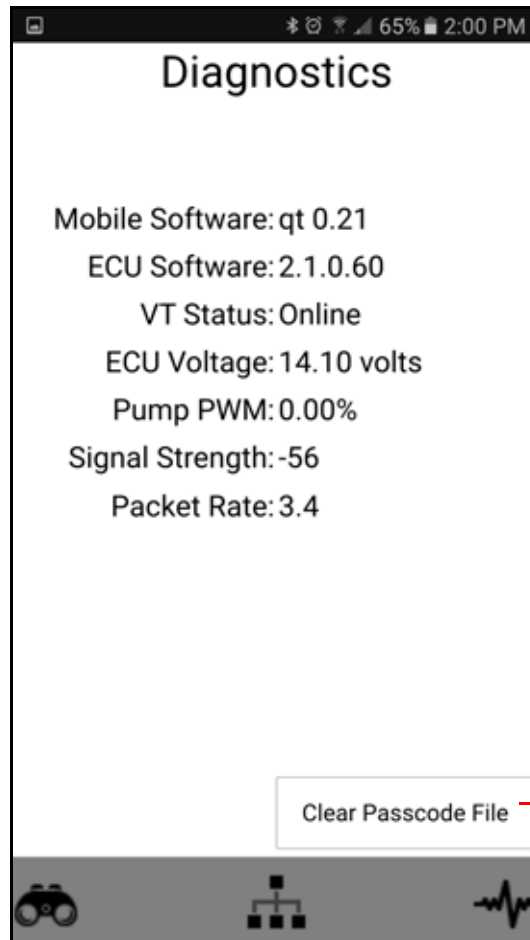 65% 2:00 PM
Diagnostics
Mobile Software: qt 0.21
ECU Software: 2.1.0.60
VT Status: Online
ECU Voltage: 14.10 volts
Pump PWM: 0.00%
Signal Strength: -56
Packet Rate: 3.4
Clear Passcode File